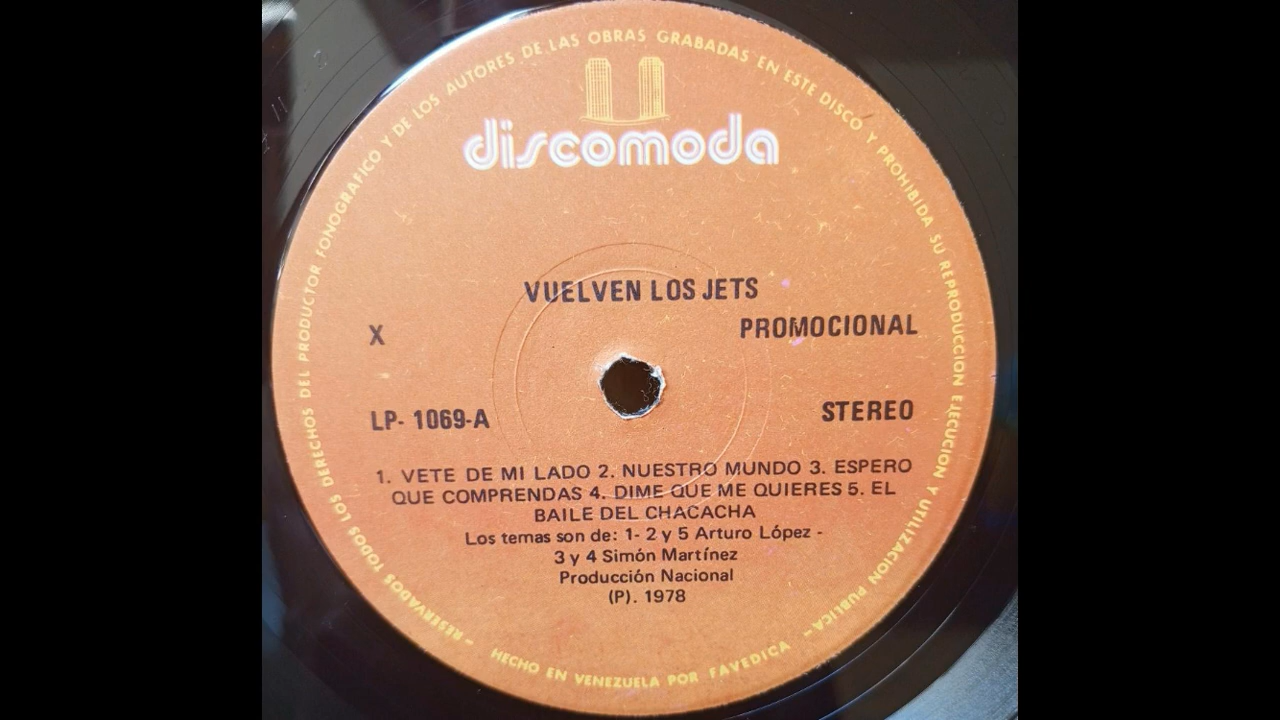 RESERVADOS TODOS LOS DERECHOS DEL PRODUCTOR FONOGRAFICO Y DE LOS AUTORES DE LAS OBRAS GRABADAS EN ESTE DISCO Y PROHIBIDA SU REPRODUCCION EJECUCION Y UTILIZACION PUBLICA -
discomoda
VUELVEN LOS JETS
X PROMOCIONAL
LP- 1069-A STEREO
1. VETE DE MI LADO 2. NUESTRO MUNDO 3. ESPERO
QUE COMPRENDAS 4. DIME QUE ME QUIERES 5. EL
BAILE DEL CHACACHA
Los temas son de: 1- 2 y 5 Arturo López -
3 y 4 Simón Martínez
Producción Nacional
(P). 1978
HECHO EN VENEZUELA POR FAVEDICA -